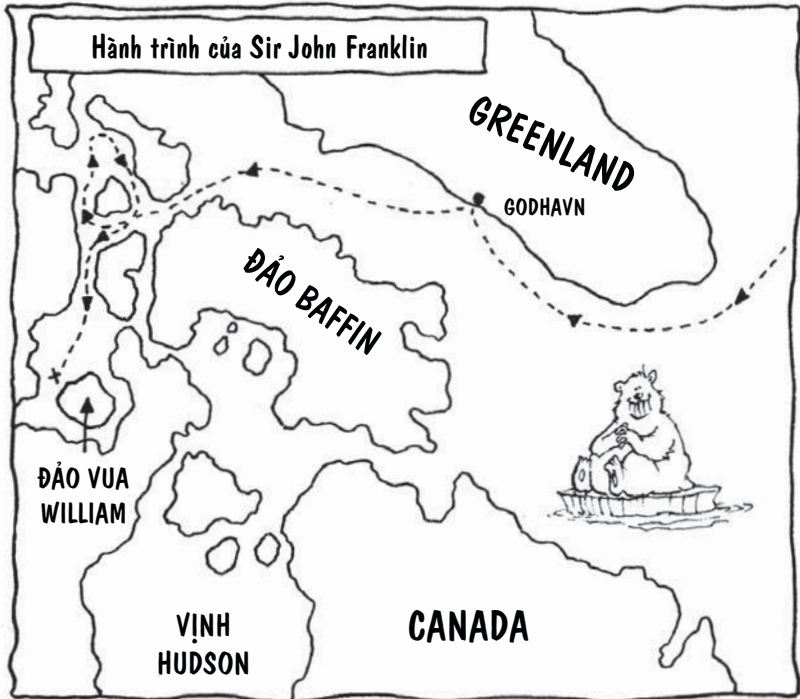 Hành trình của Sir John Franklin
GREENLAND
GODHAVN
ĐẢO BAFFIN
ĐẢO VUA
WILLIAM
VỊNH
HUDSON
CANADA